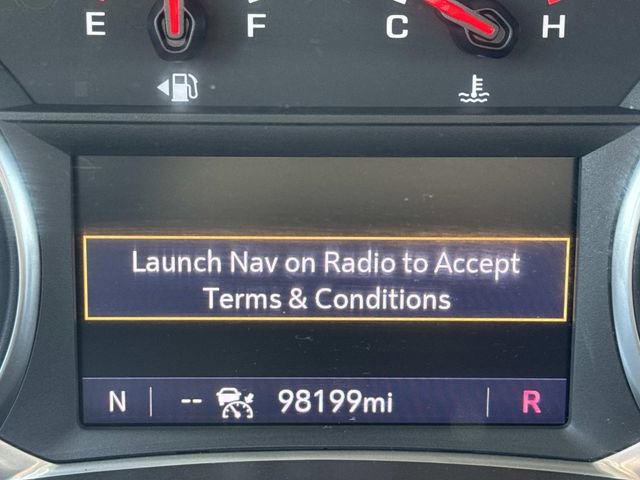 E F C H
Launch Nav on Radio to Accept
Terms & Conditions
N -- 98199mi R